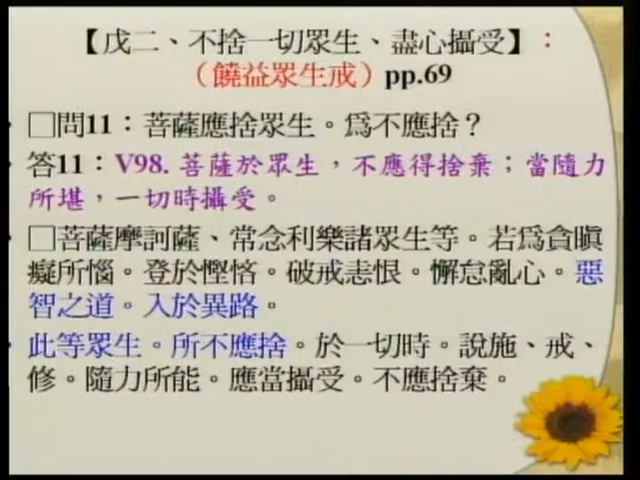 【戊二、不捨一切眾生、盡心攝受】：
（饒益眾生戒）pp.69
□問11：菩薩應捨眾生。為不應捨？
答11：V98. 菩薩於眾生，不應得捨棄；當隨力
所堪，一切時攝受。
□菩薩摩訶薩、常念利樂諸眾生等。若為貪瞋
癡所惱。登於慳悋。破戒恚恨。懈怠亂心。惡
智之道。入於異路。
此等眾生。所不應捨。於一切時。說施、戒、
修。隨力所能。應當攝受。不應捨棄。